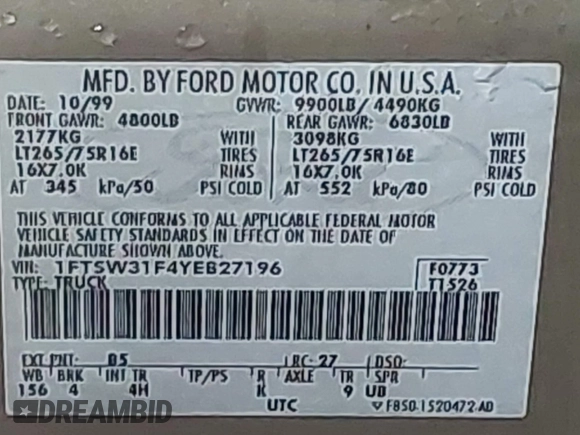 MFD. BY FORD MOTOR CO. IN U.S.A.
DATE: 10/99 GVWR: 9900LB/ 4490KG
FRONT GAWR: 4800LB REAR GAWR: 6830LB
2177KG WITH 3098KG WITH
LT265/75R16E TIRES LT265/75R16E TIRES
16X7.0K RIMS 16X7.0K RIMS
AT 345 kPa/50 PSI COLD AT 552 kPa/80 PSI COLD
THIS VEHICLE CONFORMS TO ALL APPLICABLE FEDERAL MOTOR
VEHICLE SAFETY STANDARDS IN EFFECT ON THE DATE OF
MANUFACTURE SHOWN ABOVE.
VIN: 1FTSW31F4YEB27196 F0773
TYPE: TRUCK T1526
EXT PNT: B5 RC: 27 DSO:
WB BRK INT TR TP/PS R AXLE TR SPR
156 4 4H K 9 UB
UTC F850-1520472-AD
DREAMBID